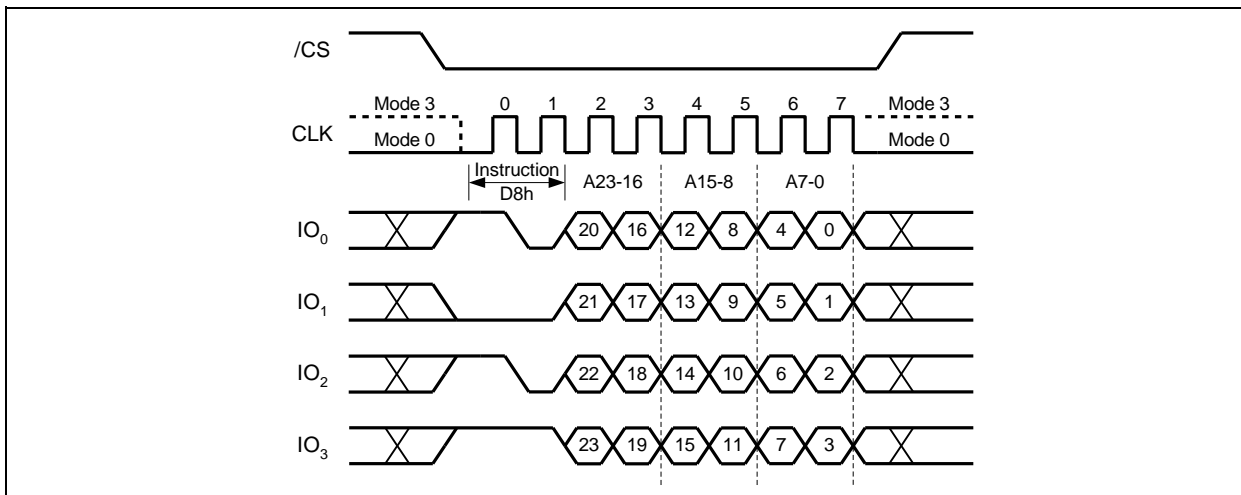 /CS
Mode 3 0 1 2 3 4 5 6 7 Mode 3
CLK
Mode 0 Mode 0
Instruction
D8h
A23-16 A15-8 A7-0
IO0 20 16 12 8 4 0
IO1 21 17 13 9 5 1
IO2 22 18 14 10 6 2
IO3 23 19 15 11 7 3